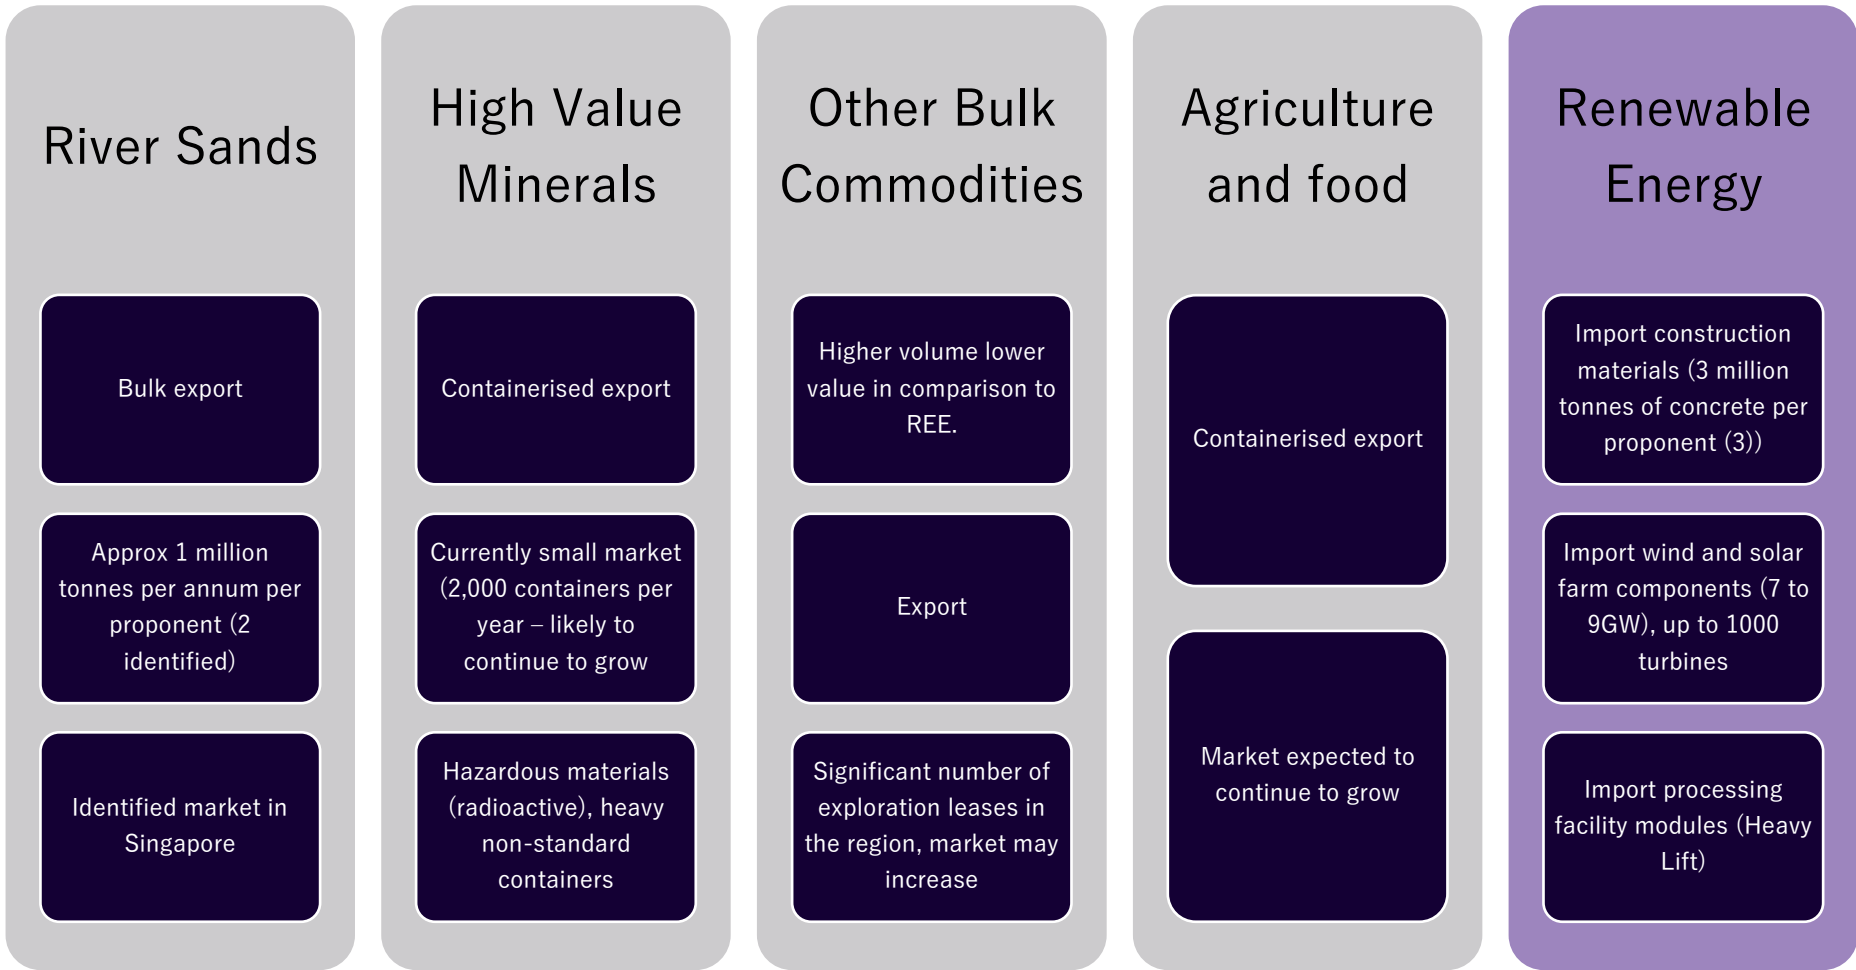 River Sands
Bulk export
Approx 1 million
tonnes per annum per
proponent (2
identified)
Identified market in
Singapore
High Value
Minerals
Containerised export
Currently small market
(2,000 containers per
year – likely to
continue to grow
Hazardous materials
(radioactive), heavy
non-standard
containers
Other Bulk
Commodities
Higher volume lower
value in comparison to
REE.
Export
Significant number of
exploration leases in
the region, market may
increase
Agriculture
and food
Containerised export
Market expected to
continue to grow
Renewable
Energy
Import construction
materials (3 million
tonnes of concrete per
proponent (3))
Import wind and solar
farm components (7 to
9GW), up to 1000
turbines
Import processing
facility modules (Heavy
Lift)